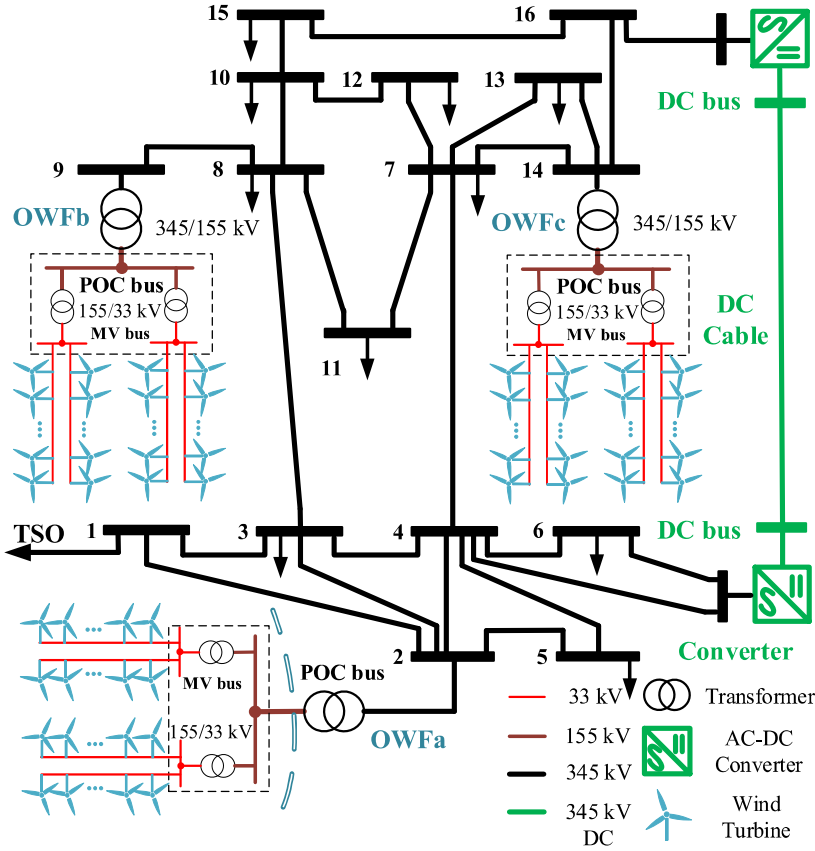 15
16
10
12
13
DC bus
9
8
7
14
OWFb
345/155 kV
OWFc
345/155 kV
POC bus
155/33 kV
MV bus
POC bus
155/33 kV
MV bus
DC
Cable
11
TSO
1
3
4
6
DC bus
2
5
Converter
MV bus
POC bus
155/33 kV
OWFa
33 kV
Transformer
155 kV
AC-DC
Converter
345 kV
345 kV
DC
Wind
Turbine